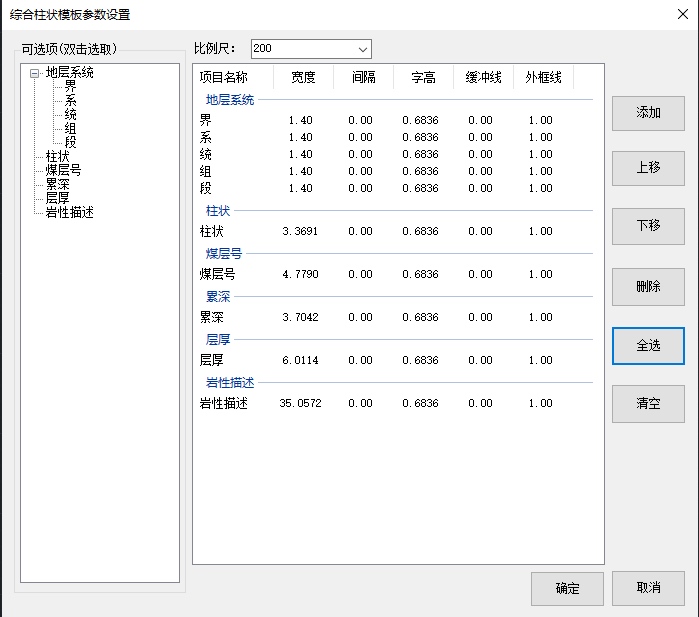 综合柱状模板参数设置
可选项(双击选取)
比例尺：
200
地层系统
界
系
统
组
段
柱状
煤层号
累深
层厚
岩性描述
项目名称 宽度 间隔 字高 缓冲线 外框线
地层系统
界 1.40 0.00 0.6836 0.00 1.00
系 1.40 0.00 0.6836 0.00 1.00
统 1.40 0.00 0.6836 0.00 1.00
组 1.40 0.00 0.6836 0.00 1.00
段 1.40 0.00 0.6836 0.00 1.00
柱状
柱状 3.3691 0.00 0.6836 0.00 1.00
煤层号
煤层号 4.7790 0.00 0.6836 0.00 1.00
累深
累深 3.7042 0.00 0.6836 0.00 1.00
层厚
层厚 6.0114 0.00 0.6836 0.00 1.00
岩性描述
岩性描述 35.0572 0.00 0.6836 0.00 1.00
添加
上移
下移
删除
全选
清空
确定
取消